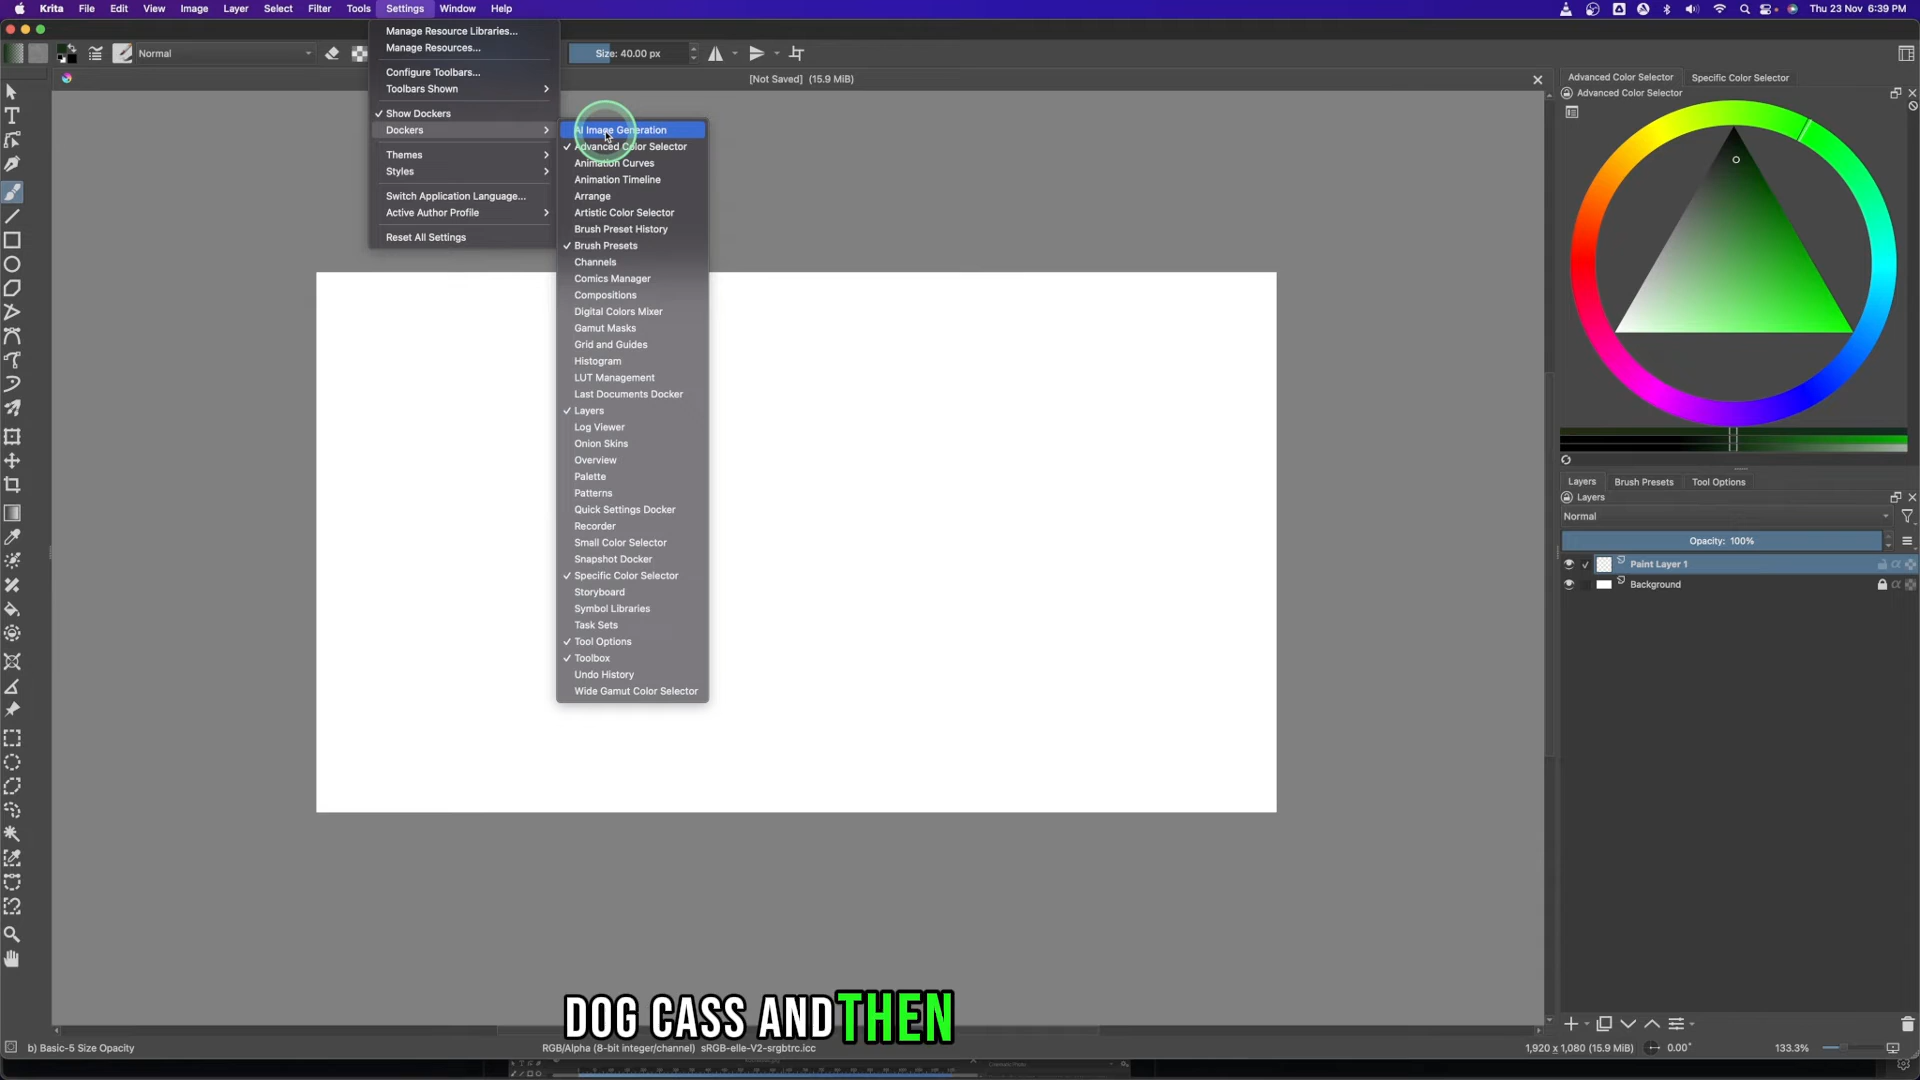 Krita File Edit View Image Layer Select Filter Tools Settings Window Help
Thu 23 Nov 6:39 PM
Normal
Size: 40.00 px
[Not Saved] (15.9 MiB)
Manage Resource Libraries...
Manage Resources...
Configure Toolbars...
Toolbars Shown
Show Dockers
Dockers
Themes
Styles
Switch Application Language...
Active Author Profile
Reset All Settings
AI Image Generation
Advanced Color Selector
Animation Curves
Animation Timeline
Arrange
Artistic Color Selector
Brush Preset History
Brush Presets
Channels
Comics Manager
Compositions
Digital Colors Mixer
Gamut Masks
Grid and Guides
Histogram
LUT Management
Last Documents Docker
Layers
Log Viewer
Onion Skins
Overview
Palette
Patterns
Quick Settings Docker
Recorder
Small Color Selector
Snapshot Docker
Specific Color Selector
Storyboard
Symbol Libraries
Task Sets
Tool Options
Toolbox
Undo History
Wide Gamut Color Selector
Advanced Color Selector Specific Color Selector
Advanced Color Selector
Layers Brush Presets Tool Options
Layers
Normal
Opacity: 100%
Paint Layer 1
Background
DOG CASS AND THEN
b) Basic-5 Size Opacity
RGB/Alpha (8-bit integer/channel) sRGB-elle-V2-srgbtrc.icc
1,920 x 1,080 (15.9 MiB)
0.00°
133.3%